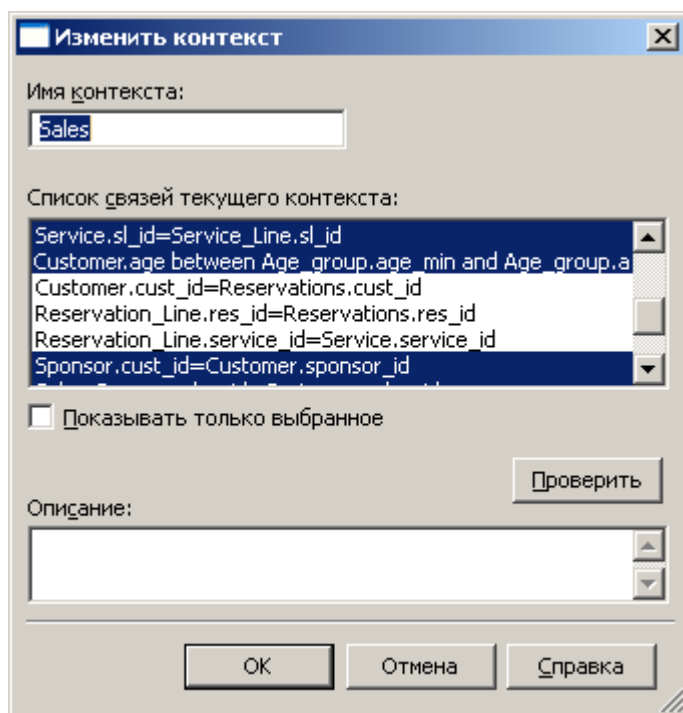 Изменить контекст
Имя контекста:
Sales
Список связей текущего контекста:
Service.sl_id=Service_Line.sl_id
Customer.age between Age_group.age_min and Age_group.a
Customer.cust_id=Reservations.cust_id
Reservation_Line.res_id=Reservations.res_id
Reservation_Line.service_id=Service.service_id
Sponsor.cust_id=Customer.sponsor_id
Показывать только выбранное
Проверить
Описание:
OK
Отмена
Справка